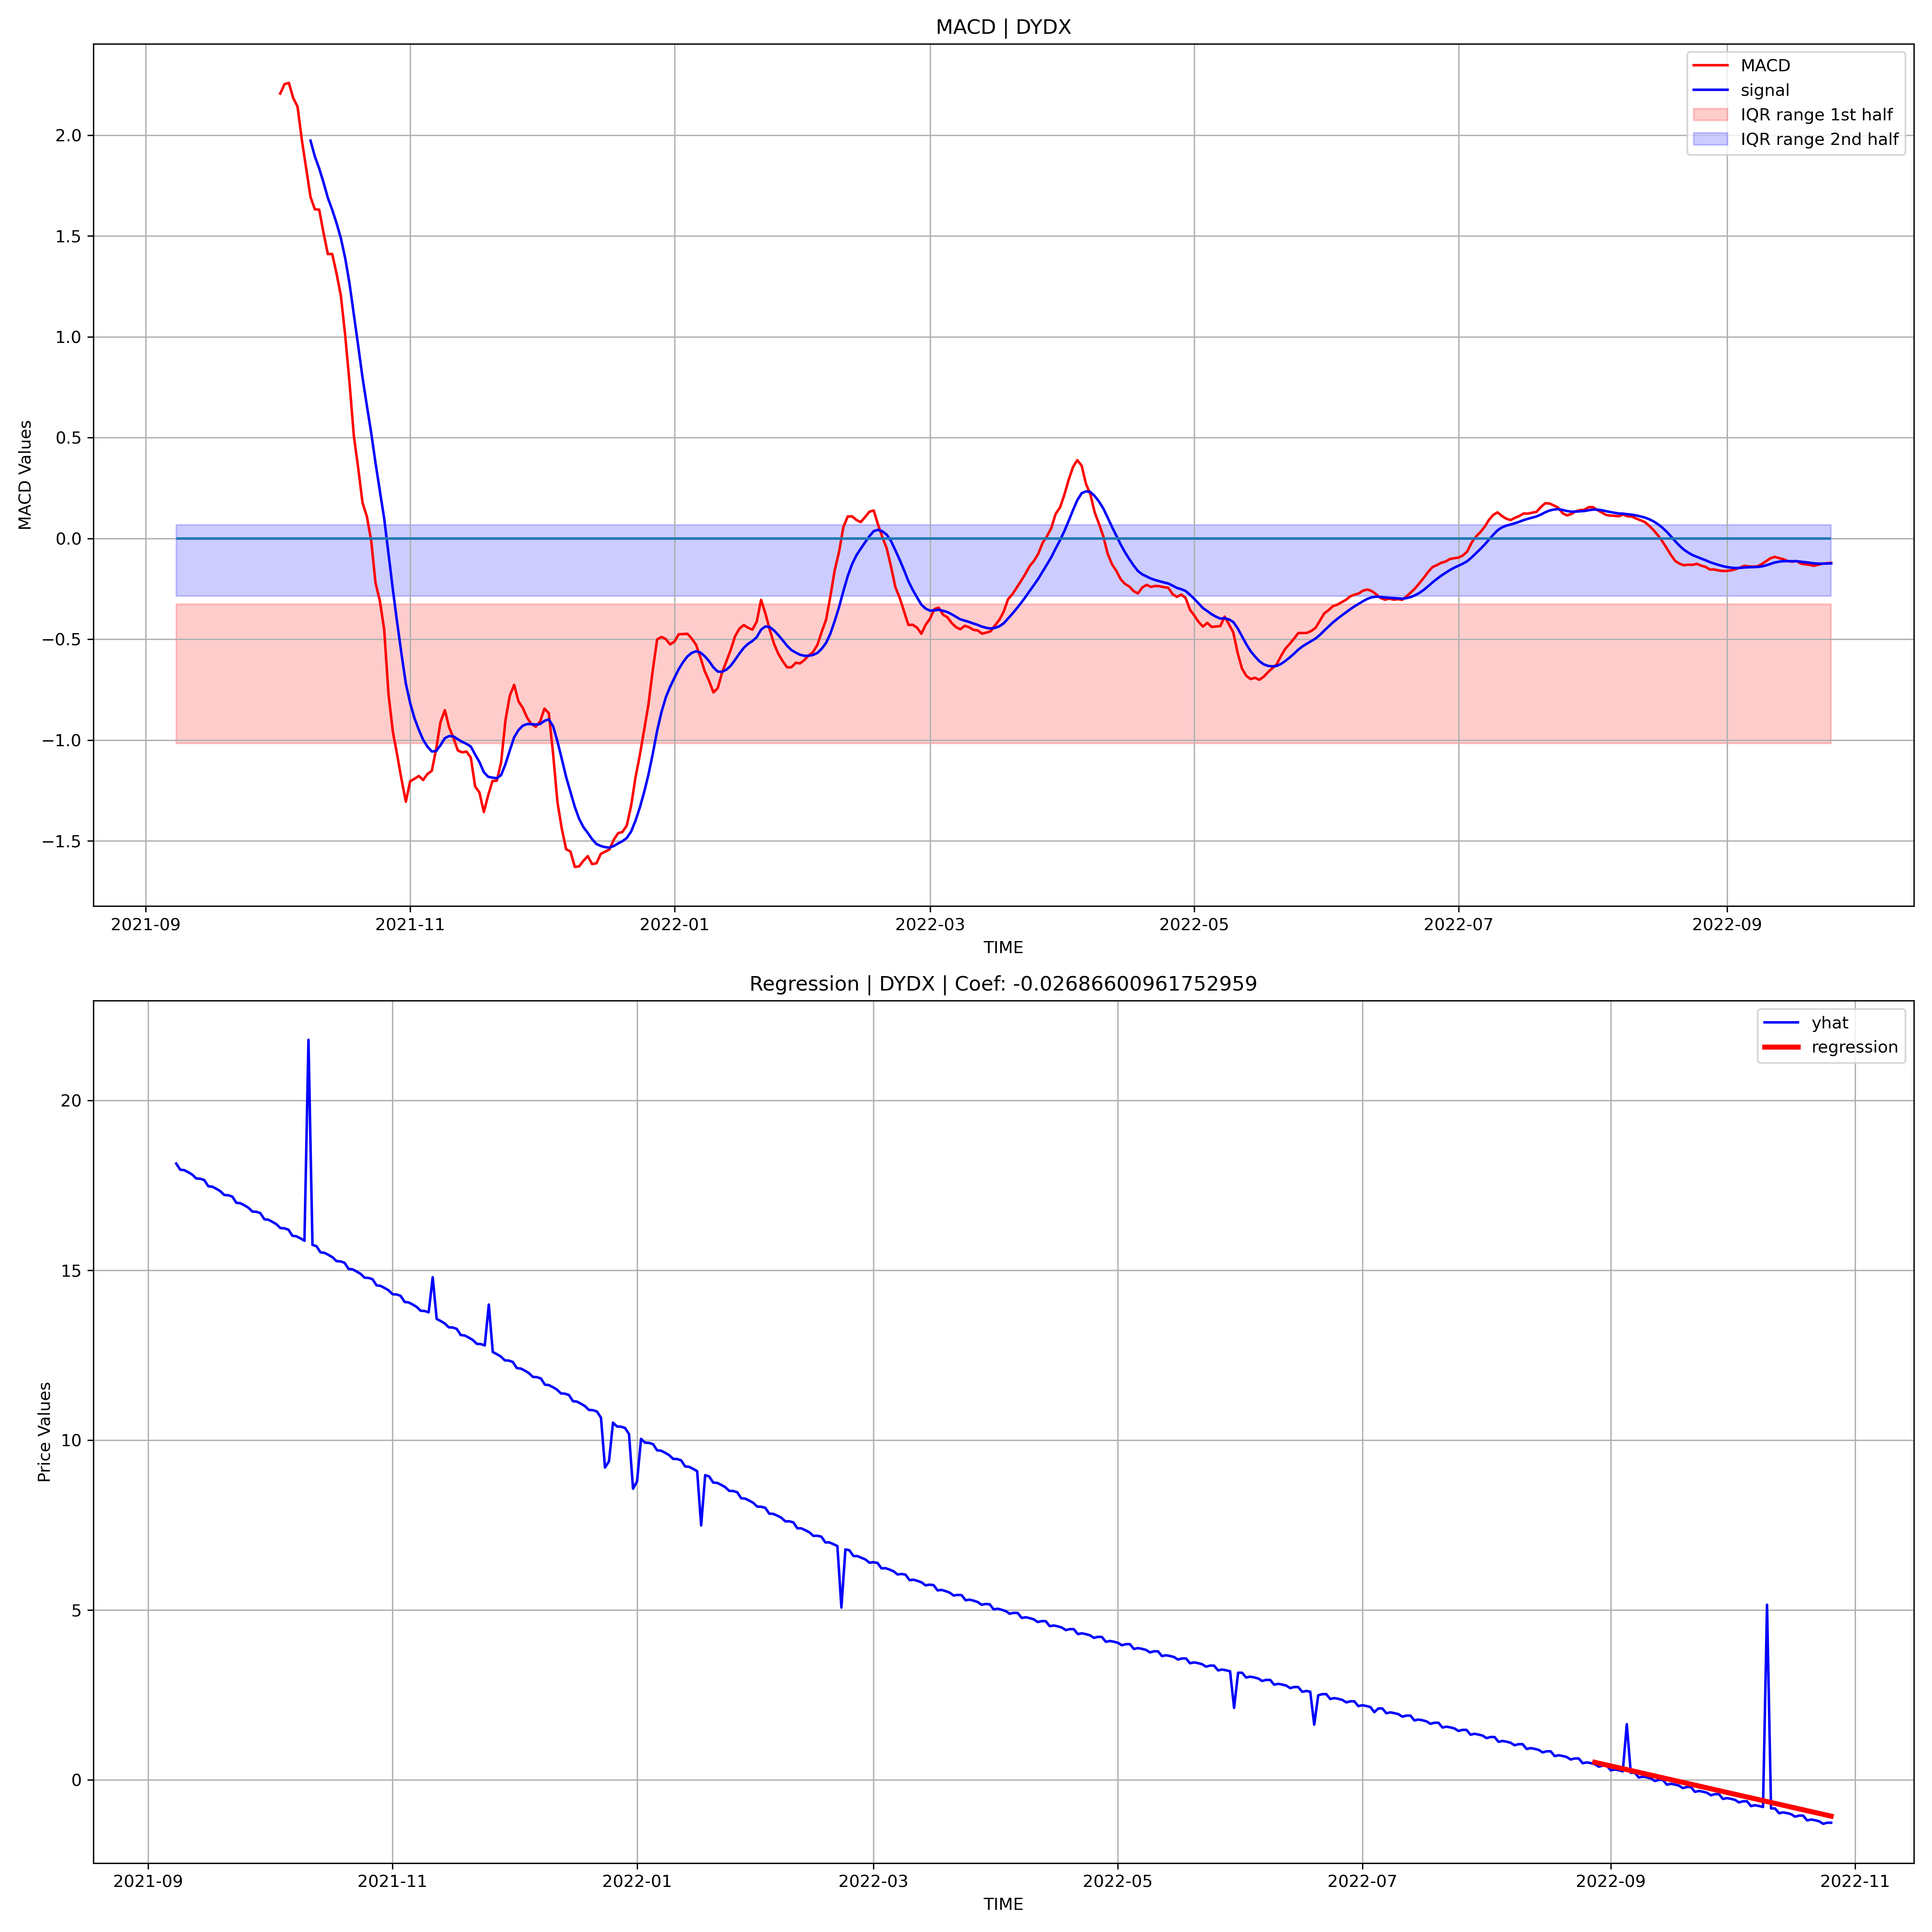 MACD | DYDX
MACD
signal
IQR range 1st half
IQR range 2nd half
MACD Values
2.0
1.5
1.0
0.5
0.0
−0.5
−1.0
−1.5
2021-09 2021-11 2022-01 2022-03 2022-05 2022-07 2022-09
TIME
Regression | DYDX | Coef: -0.02686600961752959
yhat
regression
Price Values
20
15
10
5
0
2021-09 2021-11 2022-01 2022-03 2022-05 2022-07 2022-09 2022-11
TIME